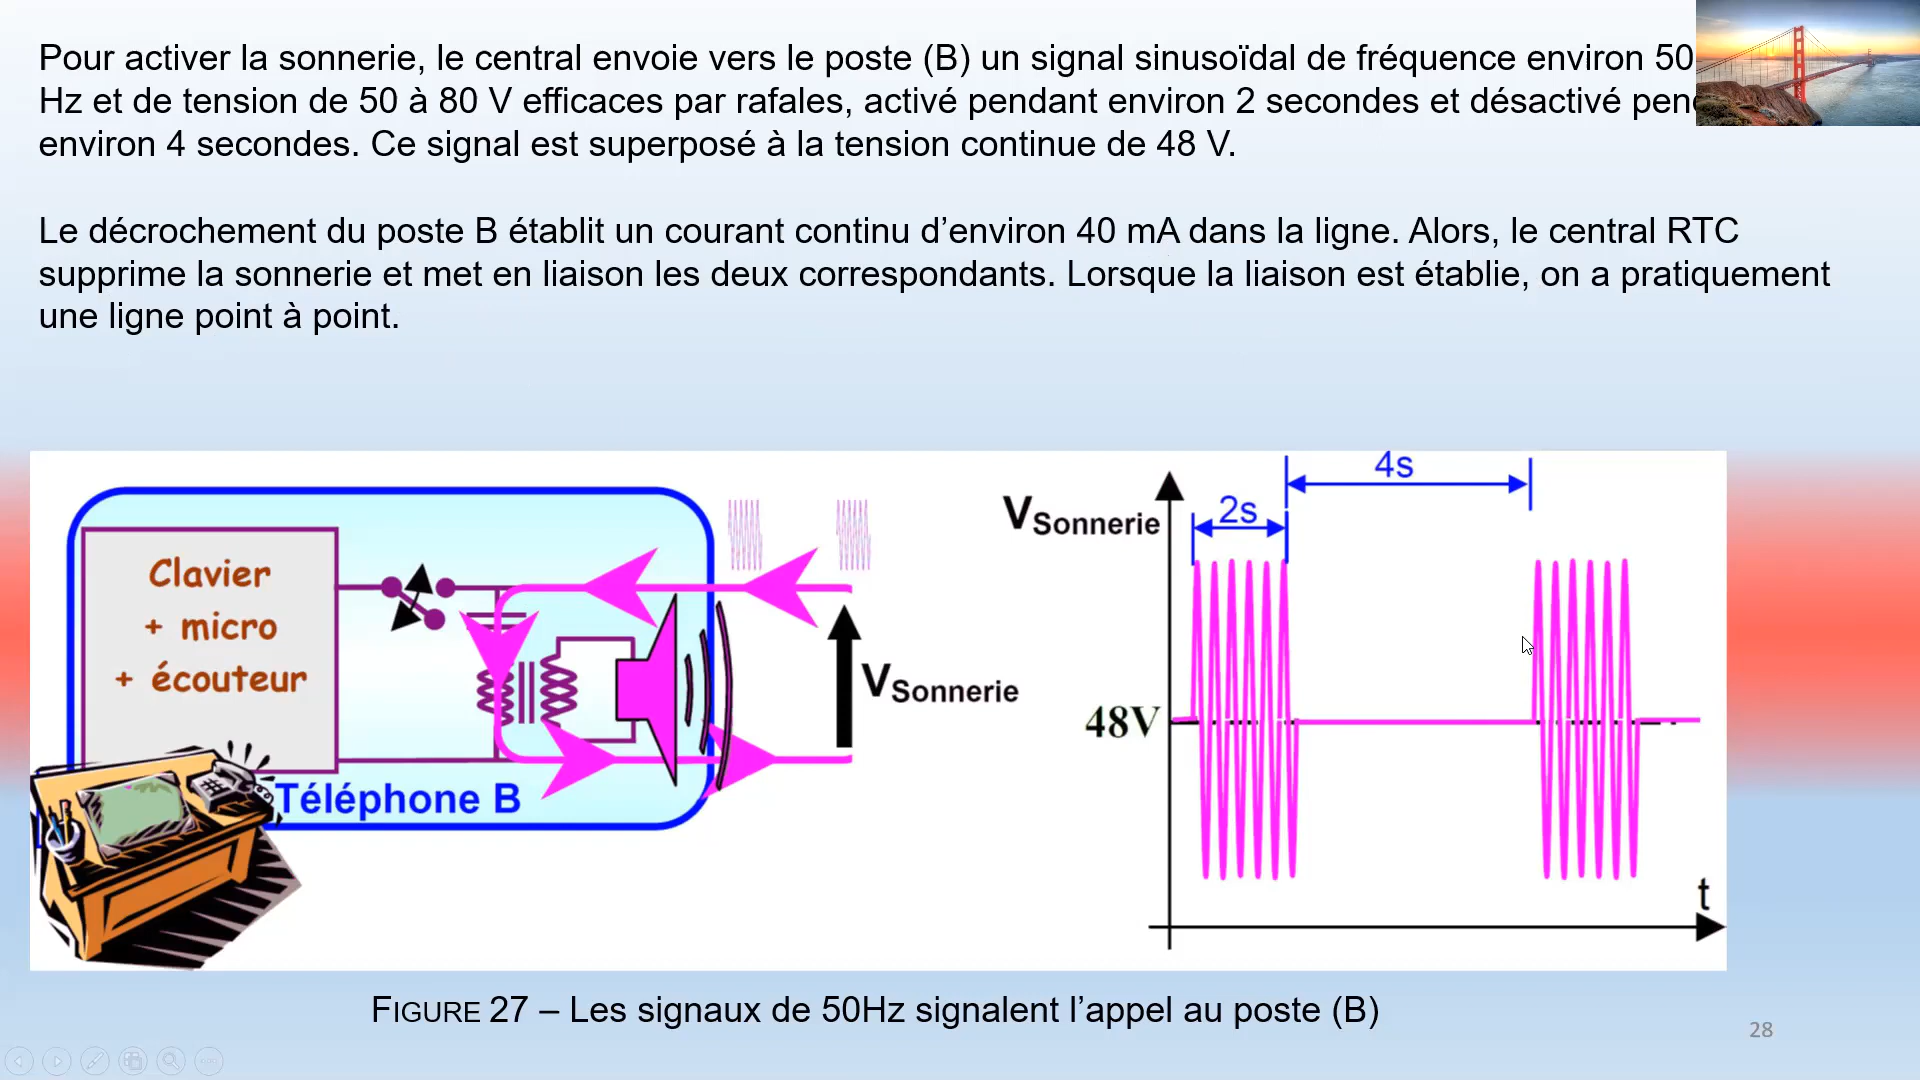 Pour activer la sonnerie, le central envoie vers le poste (B) un signal sinusoïdal de fréquence environ 50
Hz et de tension de 50 à 80 V efficaces par rafales, activé pendant environ 2 secondes et désactivé
environ 4 secondes. Ce signal est superposé à la tension continue de 48 V.
Le décrochement du poste B établit un courant continu d’environ 40 mA dans la ligne. Alors, le central RTC
supprime la sonnerie et met en liaison les deux correspondants. Lorsque la liaison est établie, on a pratiquement
une ligne point à point.
Clavier
+ micro
+ écouteur
Téléphone B
VSonnerie
VSonnerie
2s
4s
48V
t
FIGURE 27 – Les signaux de 50Hz signalent l’appel au poste (B)
28